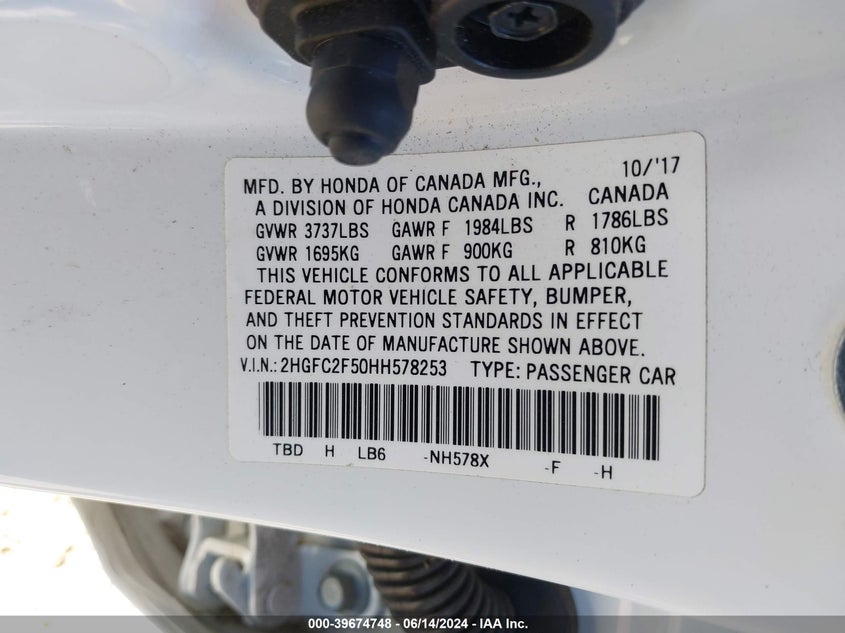 10/'17
MFD. BY HONDA OF CANADA MFG.,
A DIVISION OF HONDA CANADA INC. CANADA
GVWR 3737LBS GAWR F 1984LBS R 1786LBS
GVWR 1695KG GAWR F 900KG R 810KG
THIS VEHICLE CONFORMS TO ALL APPLICABLE
FEDERAL MOTOR VEHICLE SAFETY, BUMPER,
AND THEFT PREVENTION STANDARDS IN EFFECT
ON THE DATE OF MANUFACTURE SHOWN ABOVE.
V.I.N.: 2HGFC2F50HH578253 TYPE: PASSENGER CAR
TBD H LB6 -NH578X -F -H
000-39674748 - 06/14/2024 - IAA Inc.